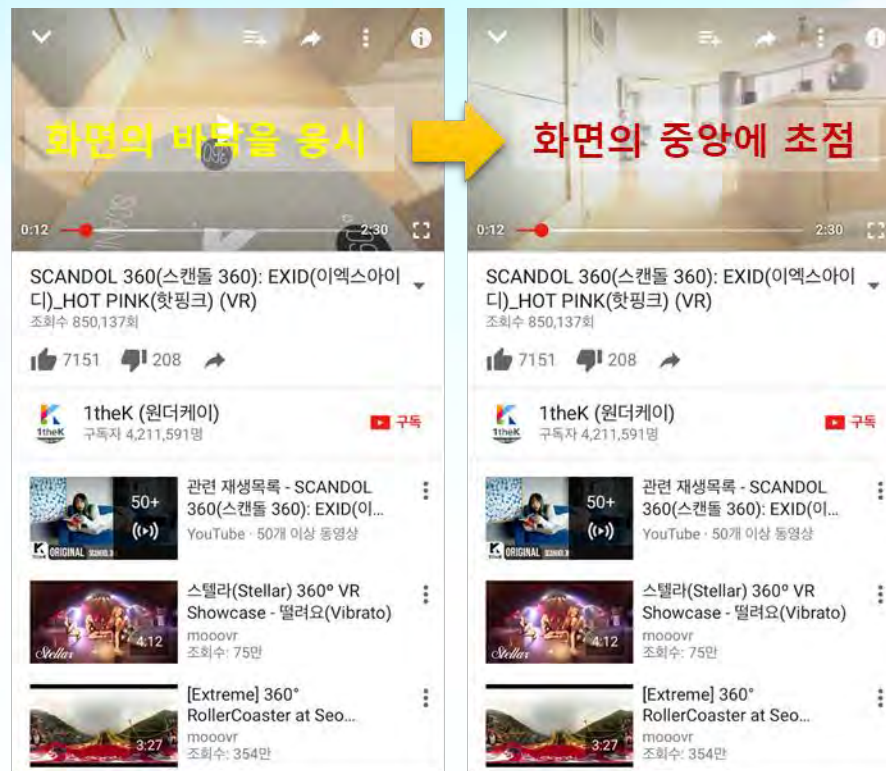 화면의 바닥을 응시
360
SCAN
360°
0:12
2:30
SCANDOL 360(스캔돌 360): EXID(이엑스아이
디)_HOT PINK(핫핑크) (VR)
조회수 850,137회
7151
208
1theK
1theK (원더케이)
구독자 4,211,591명
구독
50+
ORIGINAL
관련 재생목록 - SCANDOL
360(스캔돌 360): EXID(이...
YouTube · 50개 이상 동영상
Stellar
4:12
스텔라(Stellar) 360º VR
Showcase - 떨려요(Vibrato)
mooovr
조회수: 75만
3:27
[Extreme] 360°
RollerCoaster at Seo...
mooovr
조회수: 354만
화면의 중앙에 초점
0:12
2:30
SCANDOL 360(스캔돌 360): EXID(이엑스아이
디)_HOT PINK(핫핑크) (VR)
조회수 850,137회
7151
208
1theK
1theK (원더케이)
구독자 4,211,591명
구독
50+
ORIGINAL
관련 재생목록 - SCANDOL
360(스캔돌 360): EXID(이...
YouTube · 50개 이상 동영상
Stellar
4:12
스텔라(Stellar) 360º VR
Showcase - 떨려요(Vibrato)
mooovr
조회수: 75만
3:27
[Extreme] 360°
RollerCoaster at Seo...
mooovr
조회수: 354만